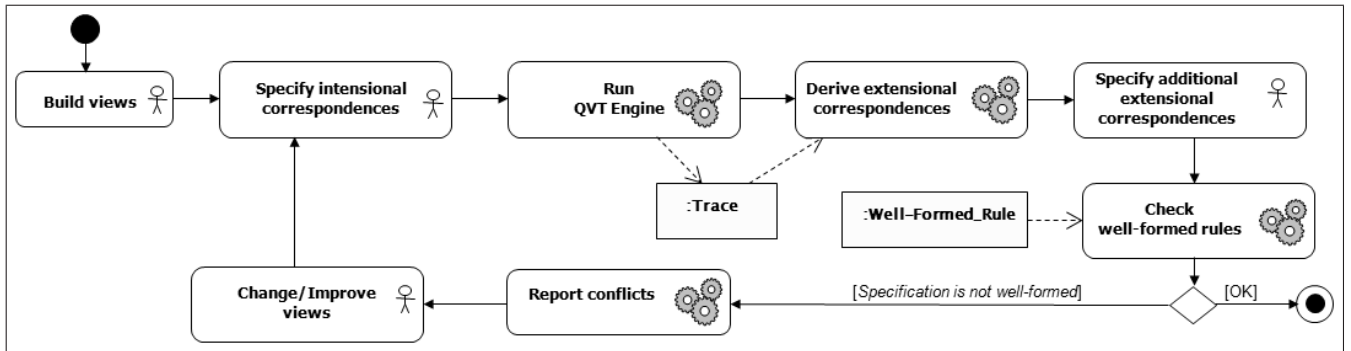 Build views
Specify intensional
correspondences
Run
QVT Engine
Derive extensional
correspondences
Specify additional
extensional
correspondences
:Trace
:Well-Formed_Rule
Check
well-formed rules
Change/Improve
views
Report conflicts
[Specification is not well-formed]
[OK]